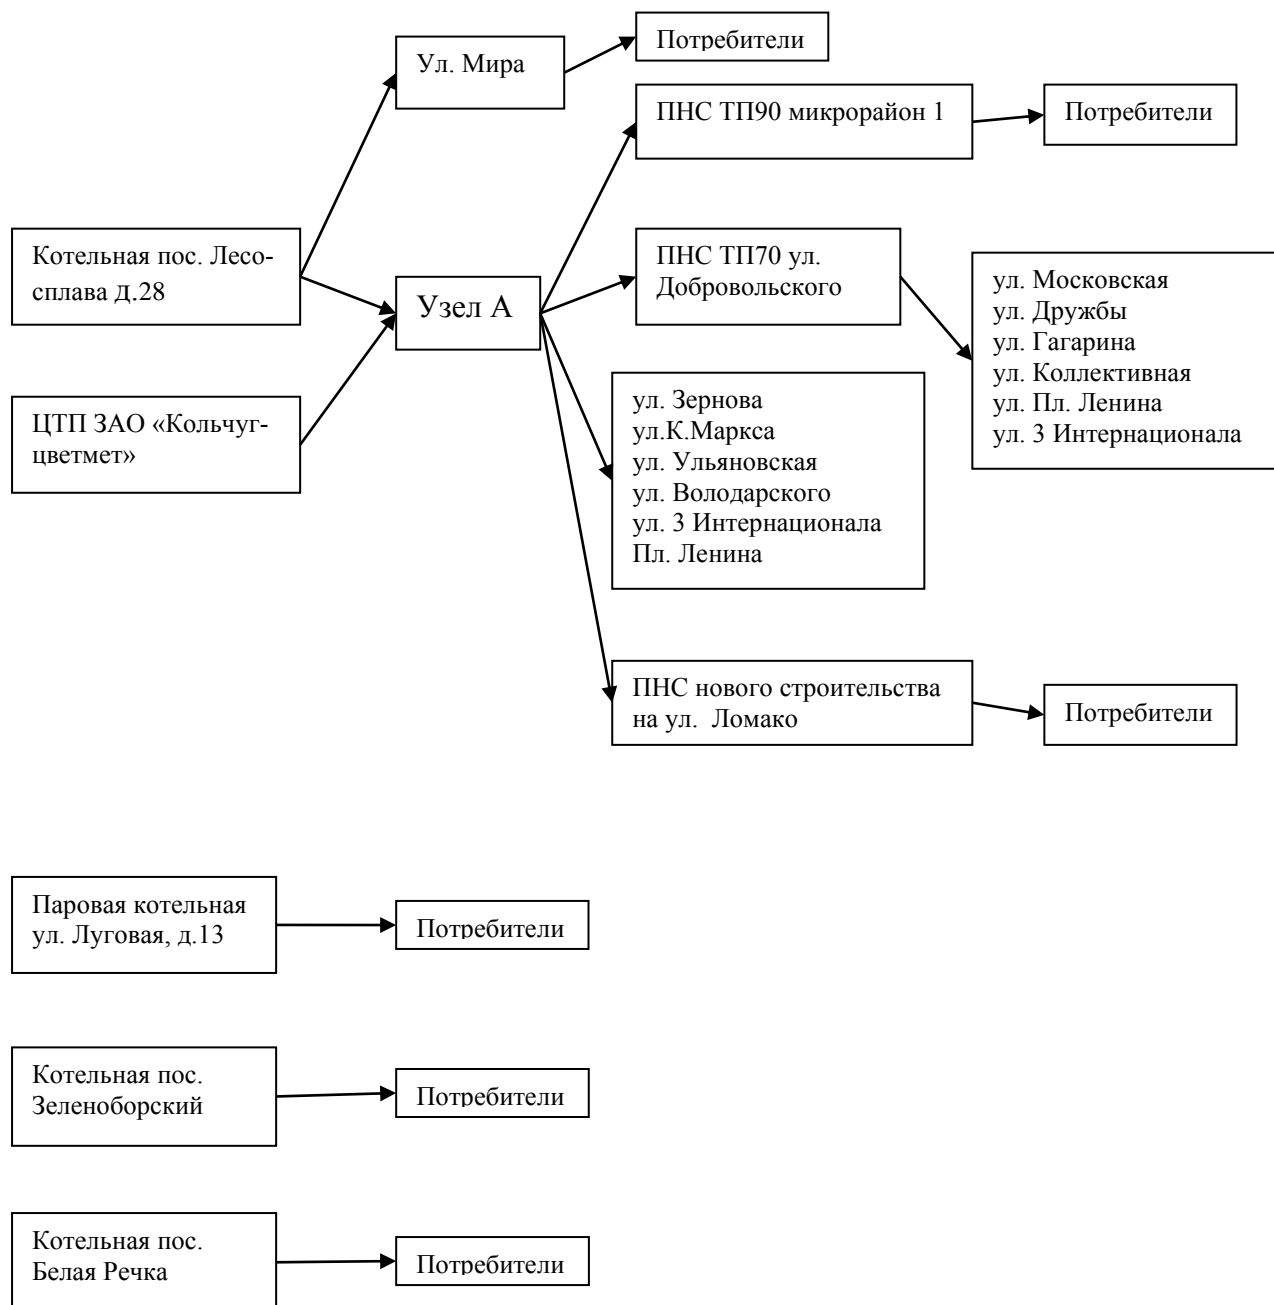 Потребители
Ул. Мира
ПНС ТП90 микрорайон 1
Потребители
Котельная пос. Лесо-
сплава д.28
Узел А
ПНС ТП70 ул.
Добровольского
ул. Московская
ул. Дружбы
ул. Гагарина
ул. Коллективная
ул. Пл. Ленина
ул. 3 Интернационала
ЦТП ЗАО «Кольчуг-
цветмет»
ул. Зернова
ул.К.Маркса
ул. Ульяновская
ул. Володарского
ул. 3 Интернационала
Пл. Ленина
ПНС нового строительства
на ул. Ломако
Потребители
Паровая котельная
ул. Луговая, д.13
Потребители
Котельная пос.
Зеленоборский
Потребители
Котельная пос.
Белая Речка
Потребители